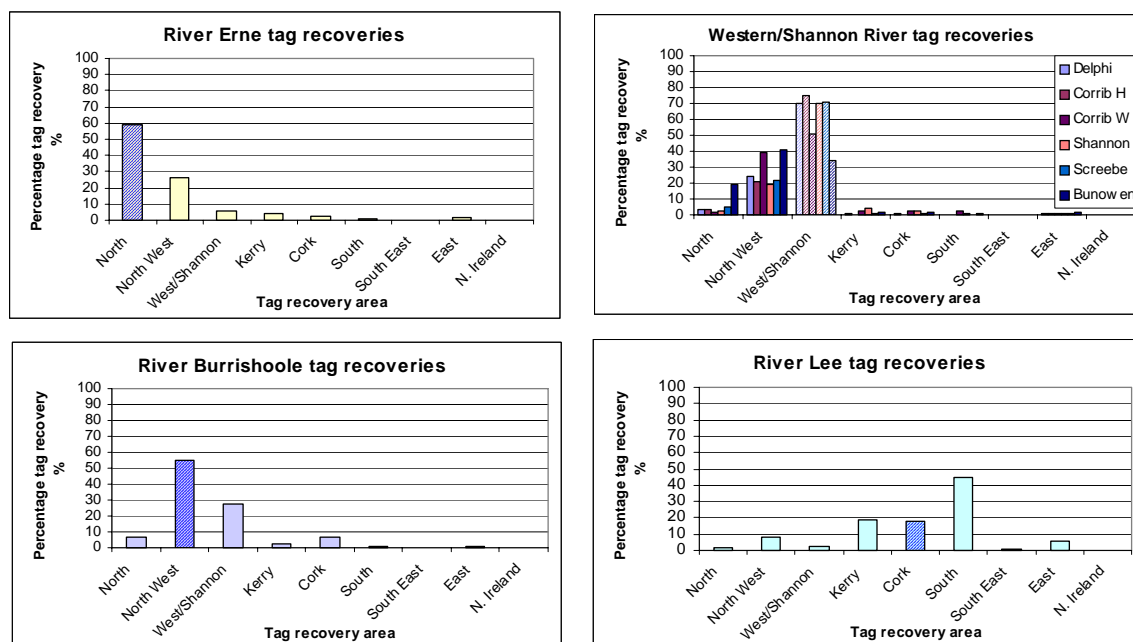 River Erne tag recoveries
Percentage tag recovery
%
100
90
80
70
60
50
40
30
20
10
0
North
North West
West/Shannon
Kerry
Cork
South
South East
East
N. Ireland
Tag recovery area
Western/Shannon River tag recoveries
Percentage tag recovery
%
100
90
80
70
60
50
40
30
20
10
0
Delphi
Corrib H
Corrib W
Shannon
Screebe
Bunowen
North
North West
West/Shannon
Kerry
Cork
South
South East
East
N. Ireland
Tag recovery area
River Burrishoole tag recoveries
Percentage tag recovery
%
100
90
80
70
60
50
40
30
20
10
0
North
North West
West/Shannon
Kerry
Cork
South
South East
East
N. Ireland
Tag recovery area
River Lee tag recoveries
Percentage tag recovery
%
100
90
80
70
60
50
40
30
20
10
0
North
North West
West/Shannon
Kerry
Cork
South
South East
East
N. Ireland
Tag recovery area